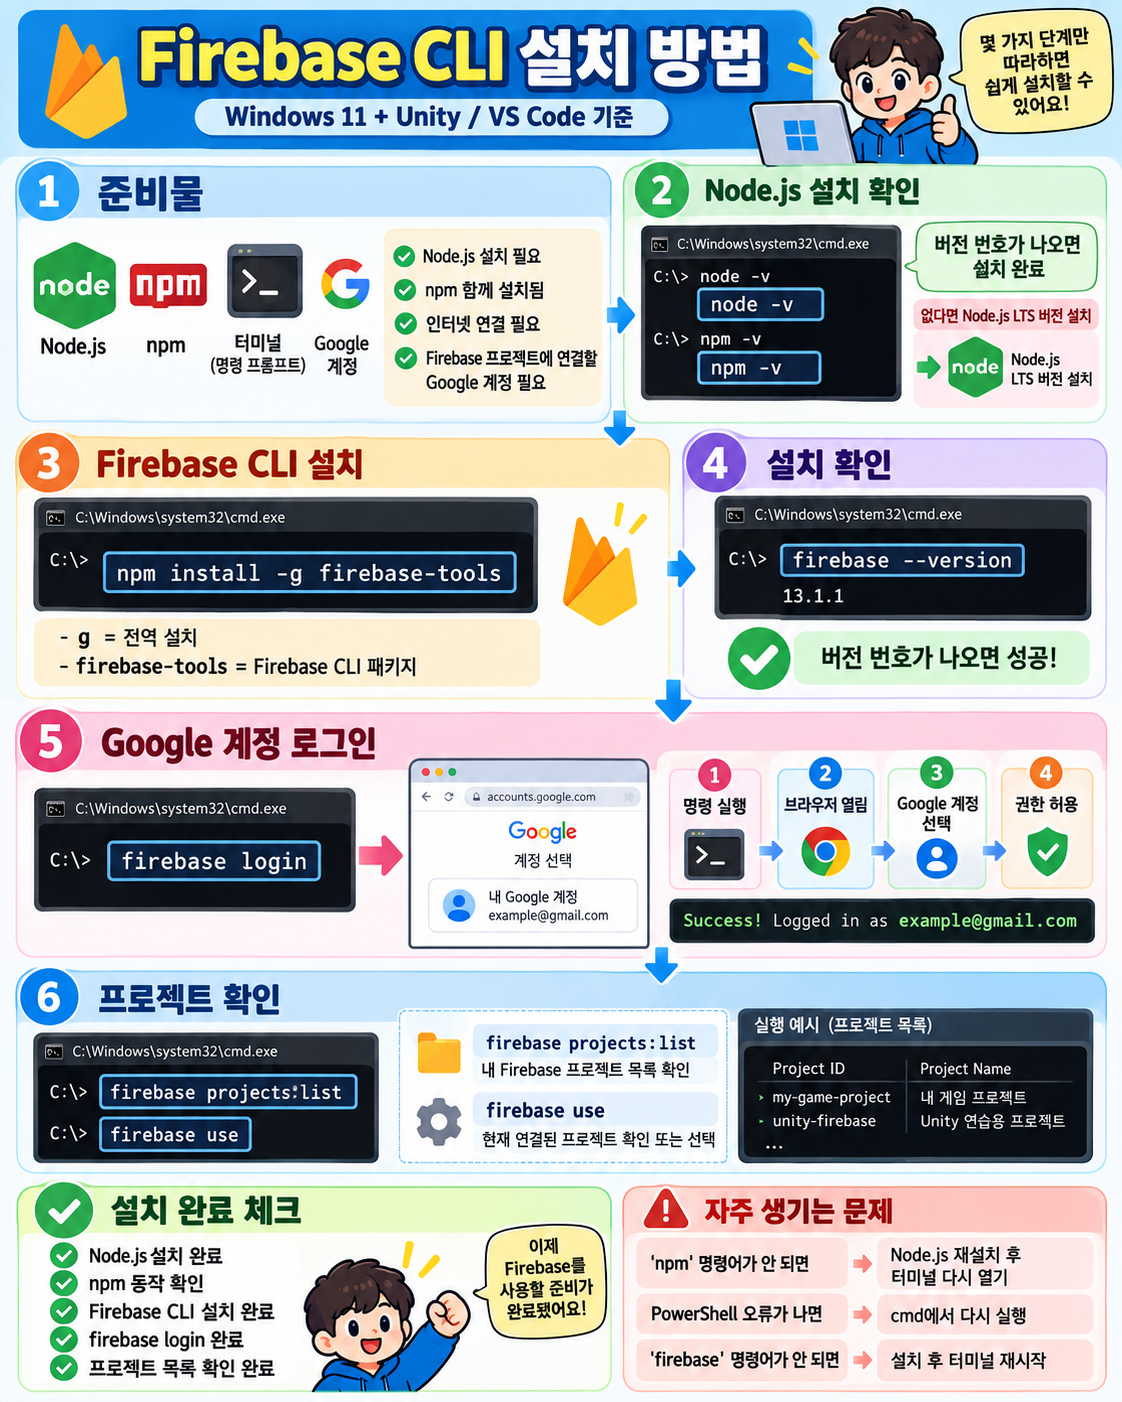 Firebase CLI 설치 방법
Windows 11 + Unity / VS Code 기준
몇 가지 단계만
따라하면
쉽게 설치할 수
있어요!
1 준비물
node
npm
Node.js
npm
터미널
(명령 프롬프트)
Google
계정
Node.js 설치 필요
npm 함께 설치됨
인터넷 연결 필요
Firebase 프로젝트에 연결할
Google 계정 필요
2 Node.js 설치 확인
C:\Windows\system32\cmd.exe
C:\> node -v
node -v
C:\> npm -v
npm -v
버전 번호가 나오면
설치 완료
없다면 Node.js LTS 버전 설치
node
Node.js
LTS 버전 설치
3 Firebase CLI 설치
C:\Windows\system32\cmd.exe
C:\> npm install -g firebase-tools
- g = 전역 설치
- firebase-tools = Firebase CLI 패키지
4 설치 확인
C:\Windows\system32\cmd.exe
C:\> firebase --version
13.1.1
버전 번호가 나오면 성공!
5 Google 계정 로그인
C:\Windows\system32\cmd.exe
C:\> firebase login
accounts.google.com
Google
계정 선택
내 Google 계정
example@gmail.com
1
명령 실행
2
브라우저 열림
3
Google 계정
선택
4
권한 허용
Success! Logged in as example@gmail.com
6 프로젝트 확인
C:\Windows\system32\cmd.exe
C:\> firebase projects:list
C:\> firebase use
firebase projects:list
내 Firebase 프로젝트 목록 확인
firebase use
현재 연결된 프로젝트 확인 또는 선택
실행 예시 (프로젝트 목록)
Project ID Project Name
my-game-project 내 게임 프로젝트
unity-firebase Unity 연습용 프로젝트
...
설치 완료 체크
Node.js 설치 완료
npm 동작 확인
Firebase CLI 설치 완료
firebase login 완료
프로젝트 목록 확인 완료
이제
Firebase를
사용할 준비가
완료됐어요!
자주 생기는 문제
'npm' 명령어가 안 되면
Node.js 재설치 후
터미널 다시 열기
PowerShell 오류가 나면
cmd에서 다시 실행
'firebase' 명령어가 안 되면
설치 후 터미널 재시작